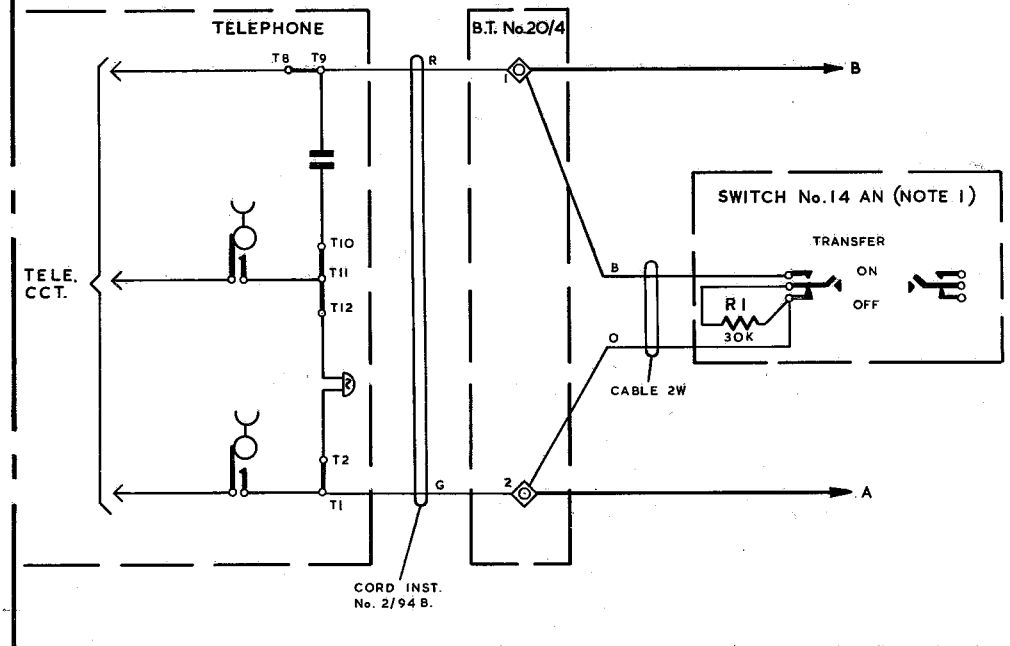 TELEPHONE
B.T. No.20/4
T8 T9
R
1
B
SWITCH No.14 AN (NOTE 1)
TRANSFER
ON
OFF
T10
T11
T12
TELE.
CCT.
B
R1
30K
O
CABLE 2W
T2
T1
G
2
A
CORD INST.
No. 2/94 B.